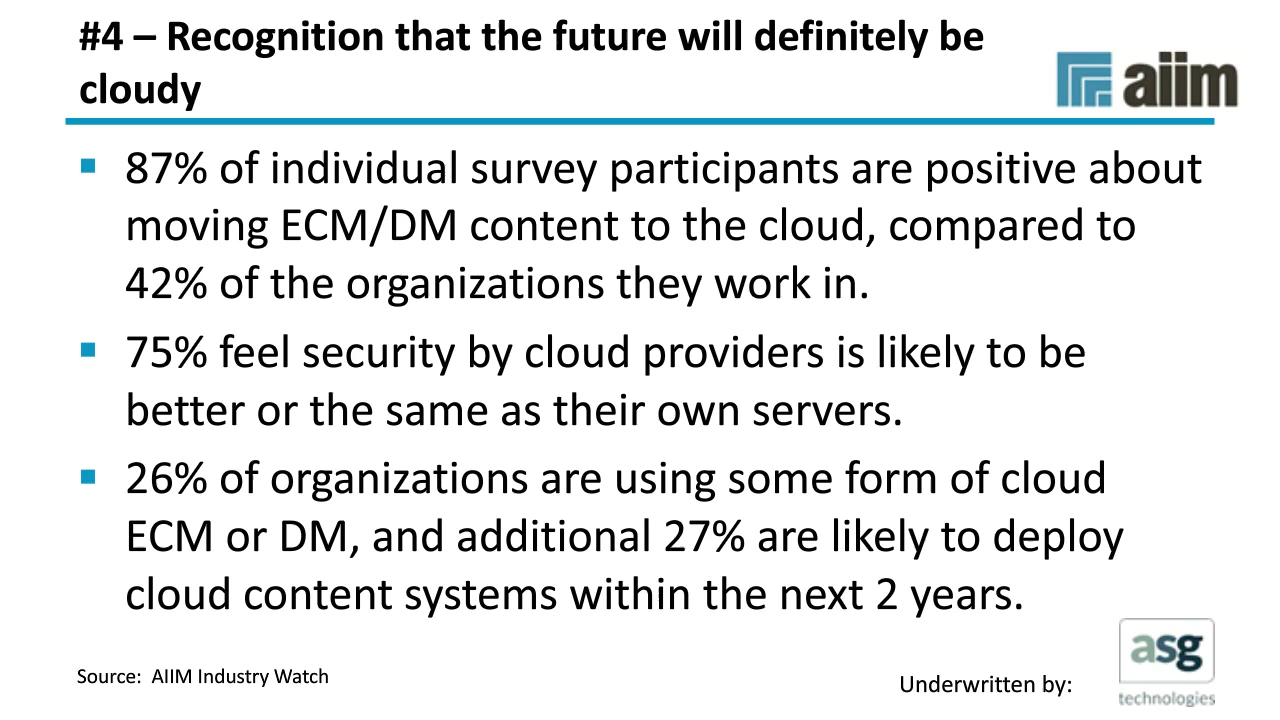 #4 – Recognition that the future will definitely be
cloudy
aiim
87% of individual survey participants are positive about
moving ECM/DM content to the cloud, compared to
42% of the organizations they work in.
75% feel security by cloud providers is likely to be
better or the same as their own servers.
26% of organizations are using some form of cloud
ECM or DM, and additional 27% are likely to deploy
cloud content systems within the next 2 years.
Source: AIIM Industry Watch
Underwritten by:
asg
technologies